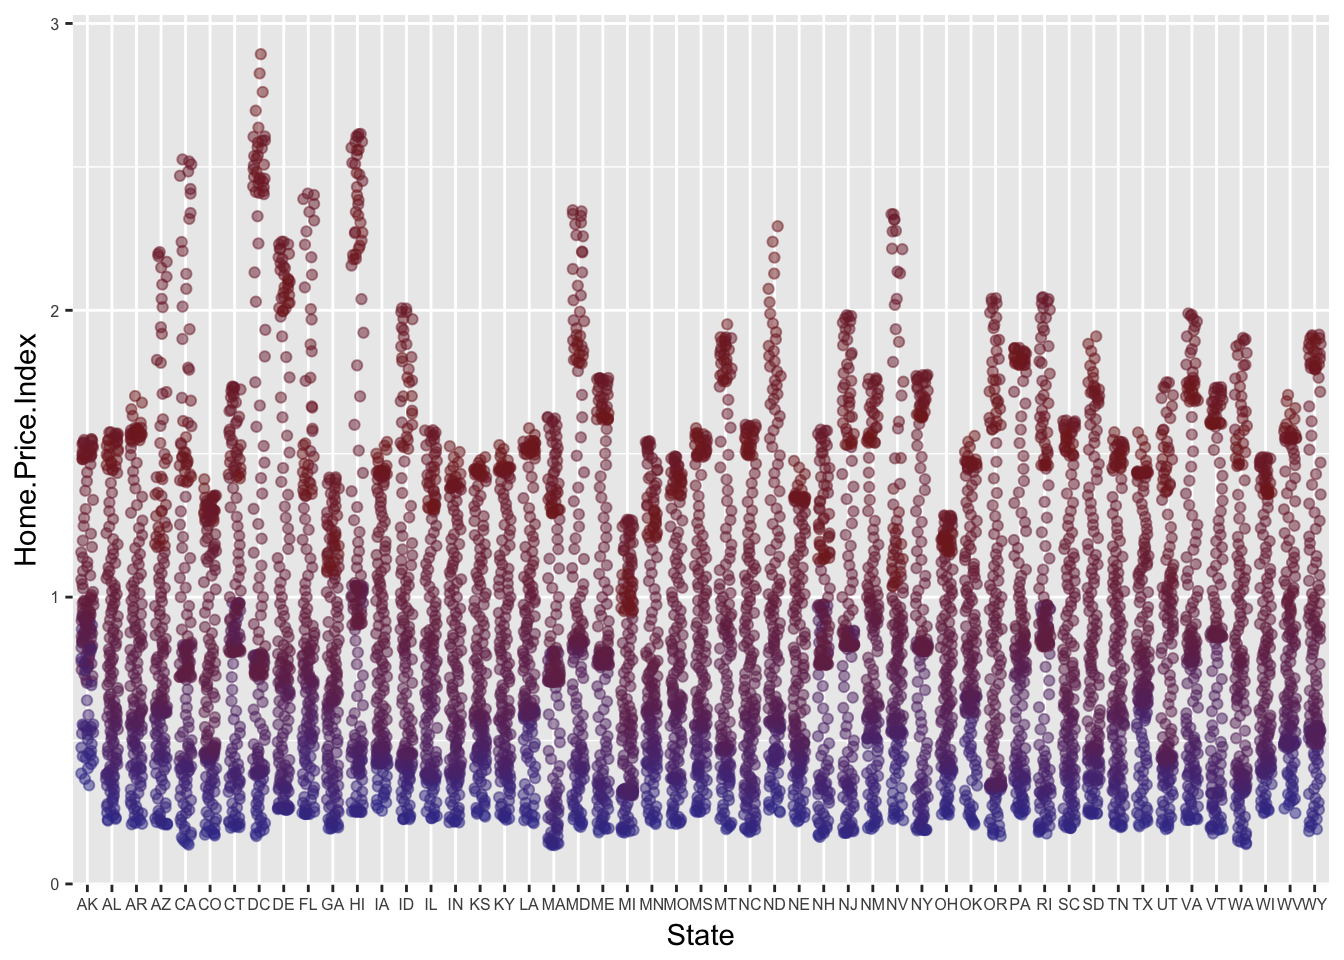 3
2
1
0
Home.Price.Index
AK AL AR AZ CA CO CT DC DE FL GA HI IA ID IL IN KS KY LA MA MD ME MI MN MO MS MT NC ND NE NH NJ NM NV NY OH OK OR PA RI SC SD TN TX UT VA VT WA WI WV WY
State